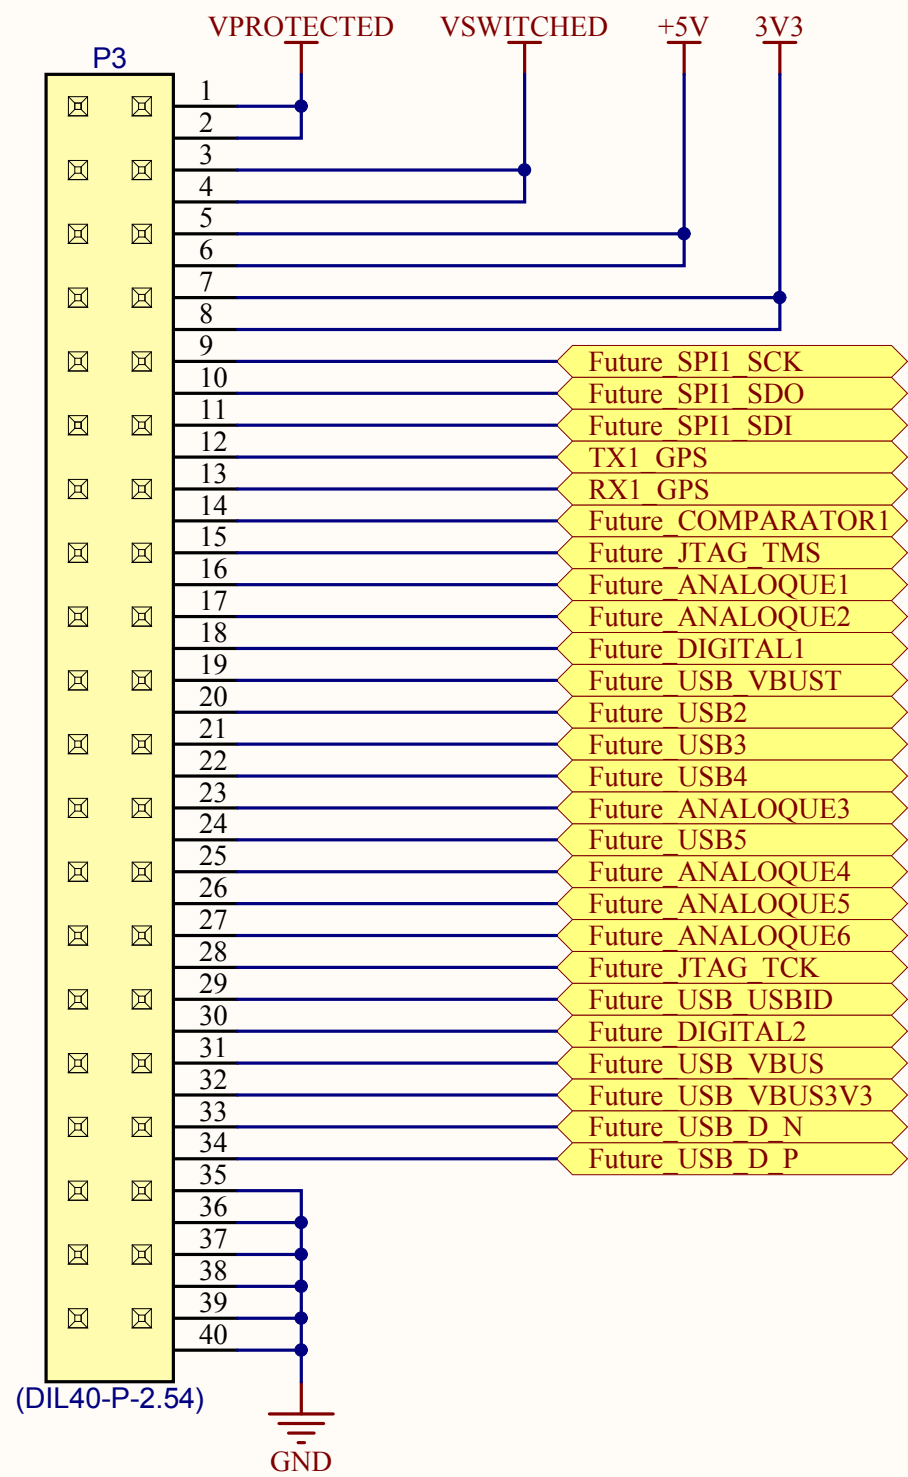 VPROTECTED VSWITCHED +5V 3V3
P3
1
2
3
4
5
6
7
8
9 Future_SPI1_SCK
10 Future_SPI1_SDO
11 Future_SPI1_SDI
12 TX1_GPS
13 RX1_GPS
14 Future_COMPARATOR1
15 Future_JTAG_TMS
16 Future_ANALOQUE1
17 Future_ANALOQUE2
18 Future_DIGITAL1
19 Future_USB_VBUST
20 Future_USB2
21 Future_USB3
22 Future_USB4
23 Future_ANALOQUE3
24 Future_USB5
25 Future_ANALOQUE4
26 Future_ANALOQUE5
27 Future_ANALOQUE6
28 Future_JTAG_TCK
29 Future_USB_USBID
30 Future_DIGITAL2
31 Future_USB_VBUS
32 Future_USB_VBUS3V3
33 Future_USB_D_N
34 Future_USB_D_P
35
36
37
38
39
40
(DIL40-P-2.54)
GND